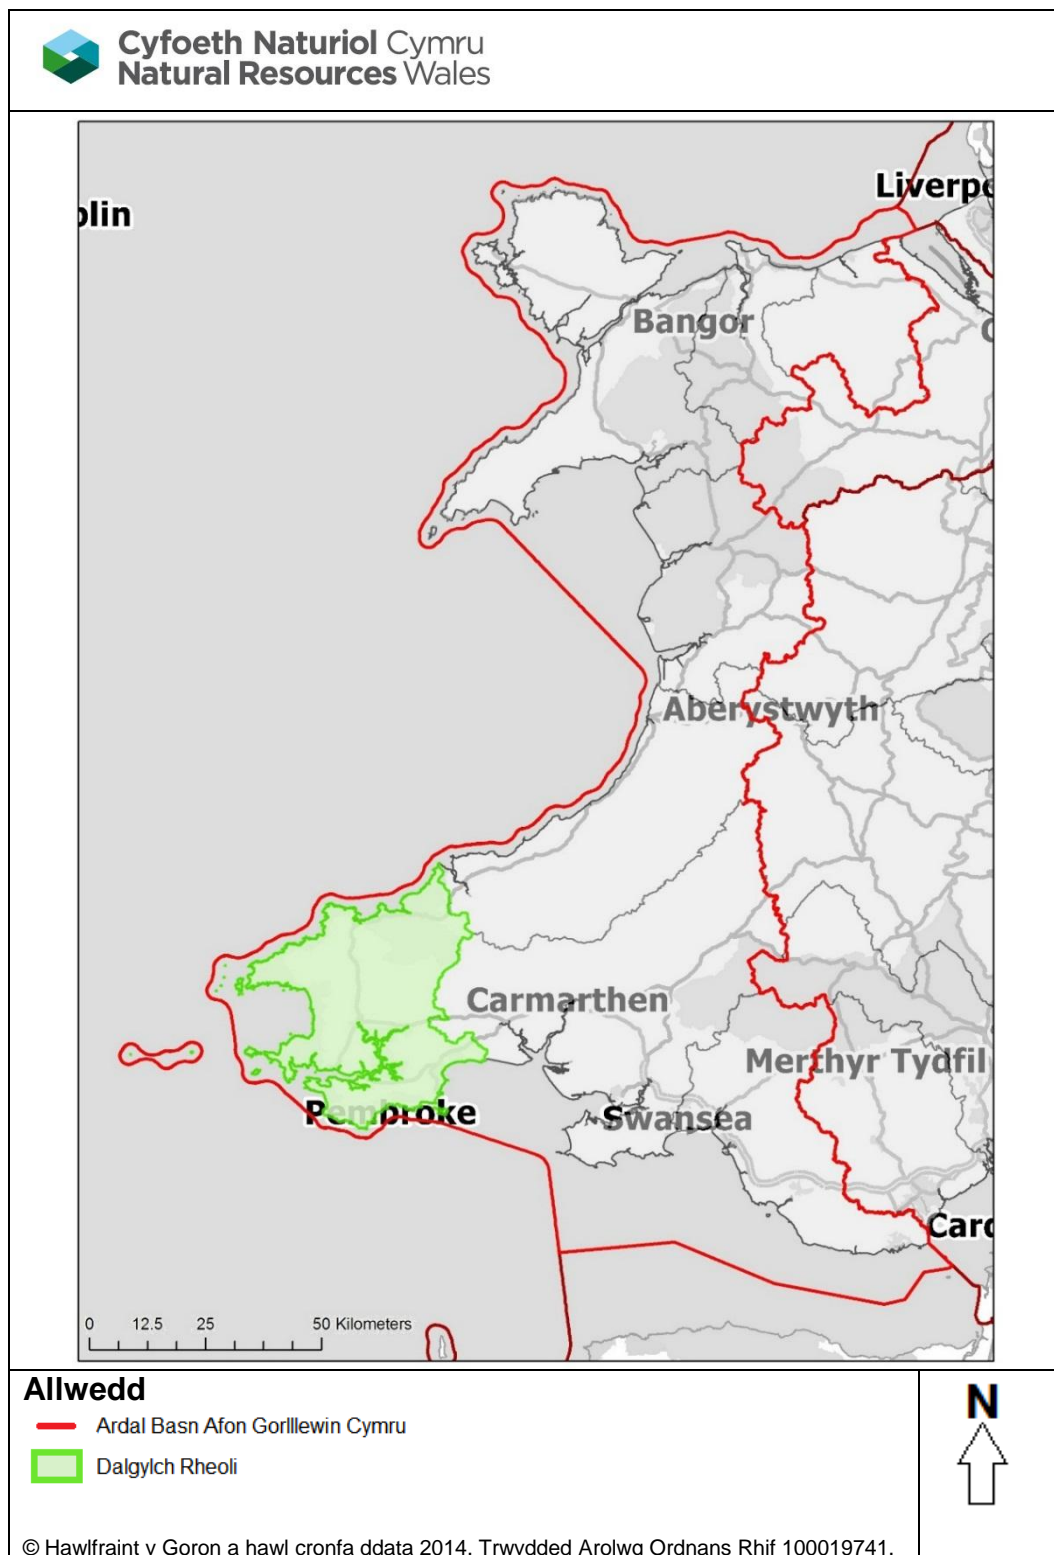 Cyfoeth Naturiol Cymru
Natural Resources Wales
Liverpo
blin
Bangor
Aberystwyth
Carmarthen
Merthyr Tydfil
Pembroke
Swansea
Card
0 12.5 25 50 Kilometers
Allwedd
N
Ardal Basn Afon Gorlllewin Cymru
Dalgylch Rheoli
© Hawlfraint y Goron a hawl cronfa ddata 2014. Trwydded Arolwg Ordnans Rhif 100019741.